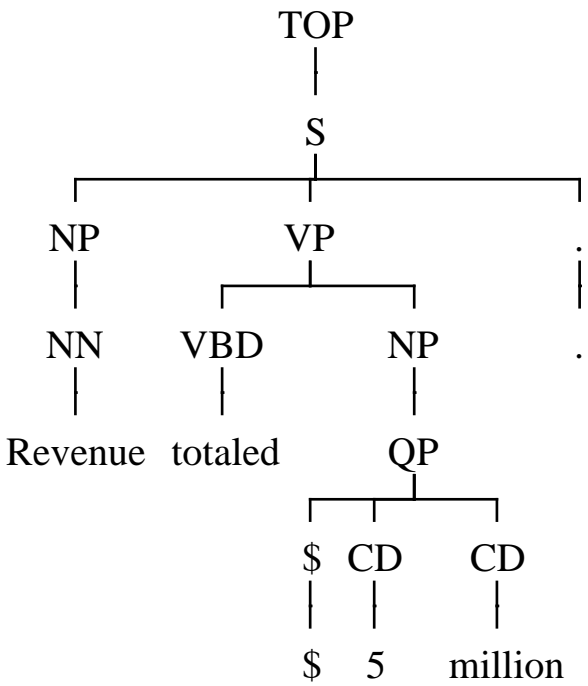 TOP
S
NP VP .
NN VBD NP .
Revenue totaled QP
$ CD CD
$ 5 million